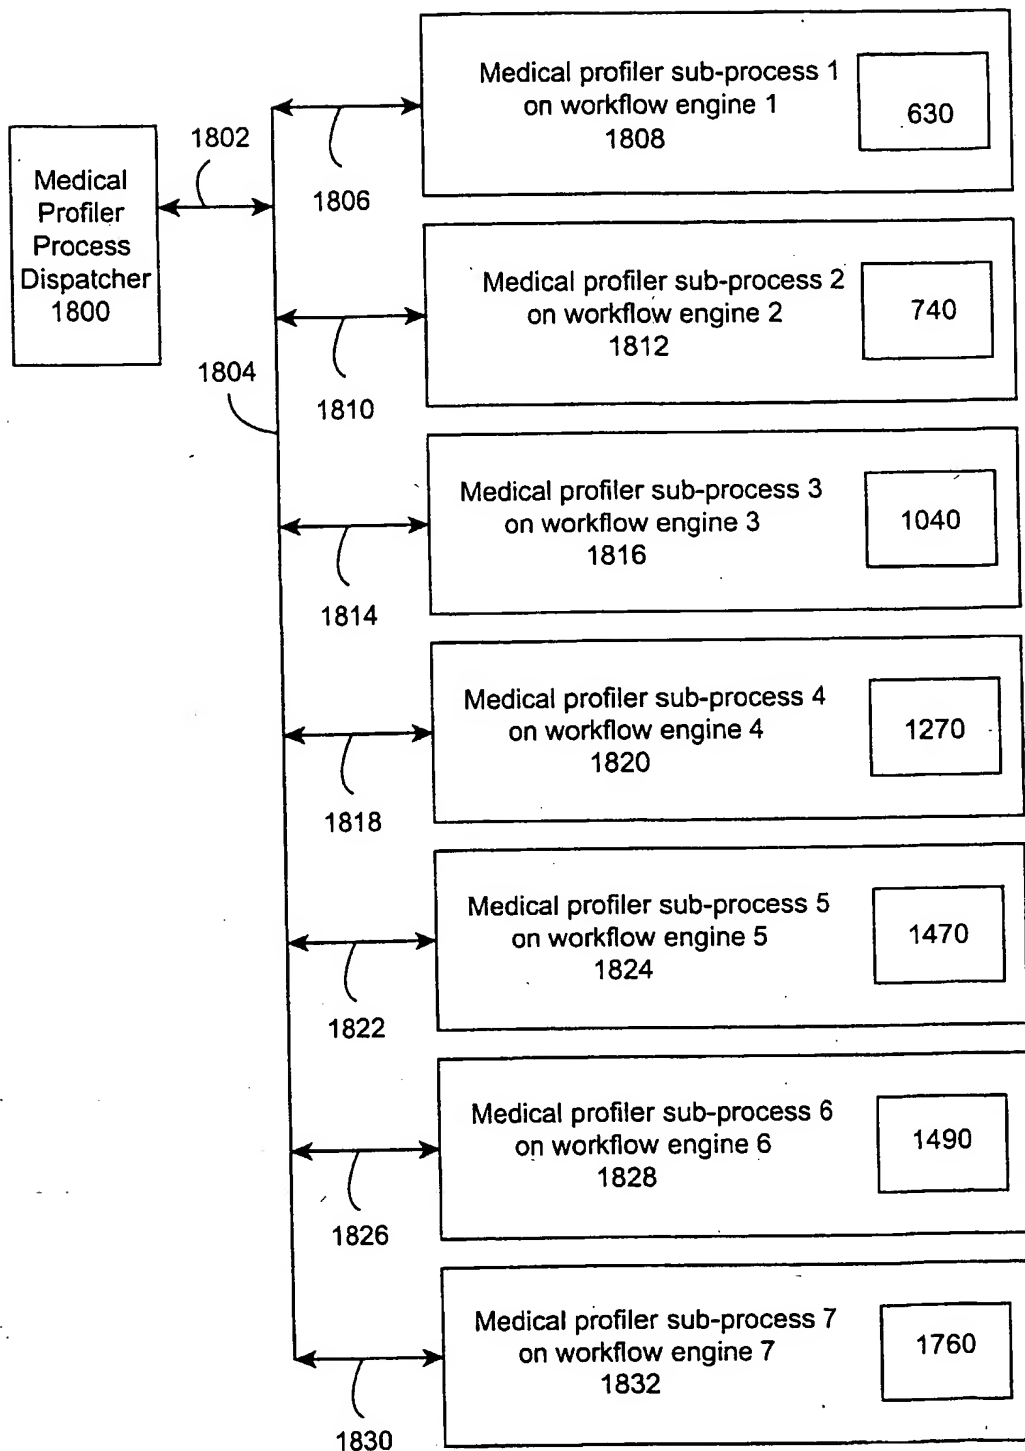 Medical profiler sub-process 1
on workflow engine 1
1808
630
1802
1806
Medical
Profiler
Process
Dispatcher
1800
Medical profiler sub-process 2
on workflow engine 2
1812
740
1804
1810
Medical profiler sub-process 3
on workflow engine 3
1816
1040
1814
Medical profiler sub-process 4
on workflow engine 4
1820
1270
1818
Medical profiler sub-process 5
on workflow engine 5
1824
1470
1822
Medical profiler sub-process 6
on workflow engine 6
1828
1490
1826
Medical profiler sub-process 7
on workflow engine 7
1832
1760
1830